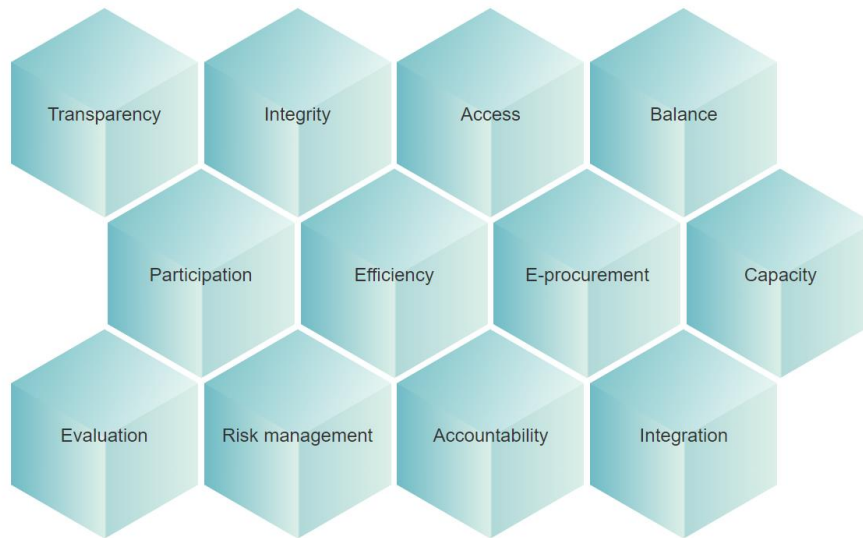 Transparency
Integrity
Access
Balance
Participation
Efficiency
E-procurement
Capacity
Evaluation
Risk management
Accountability
Integration